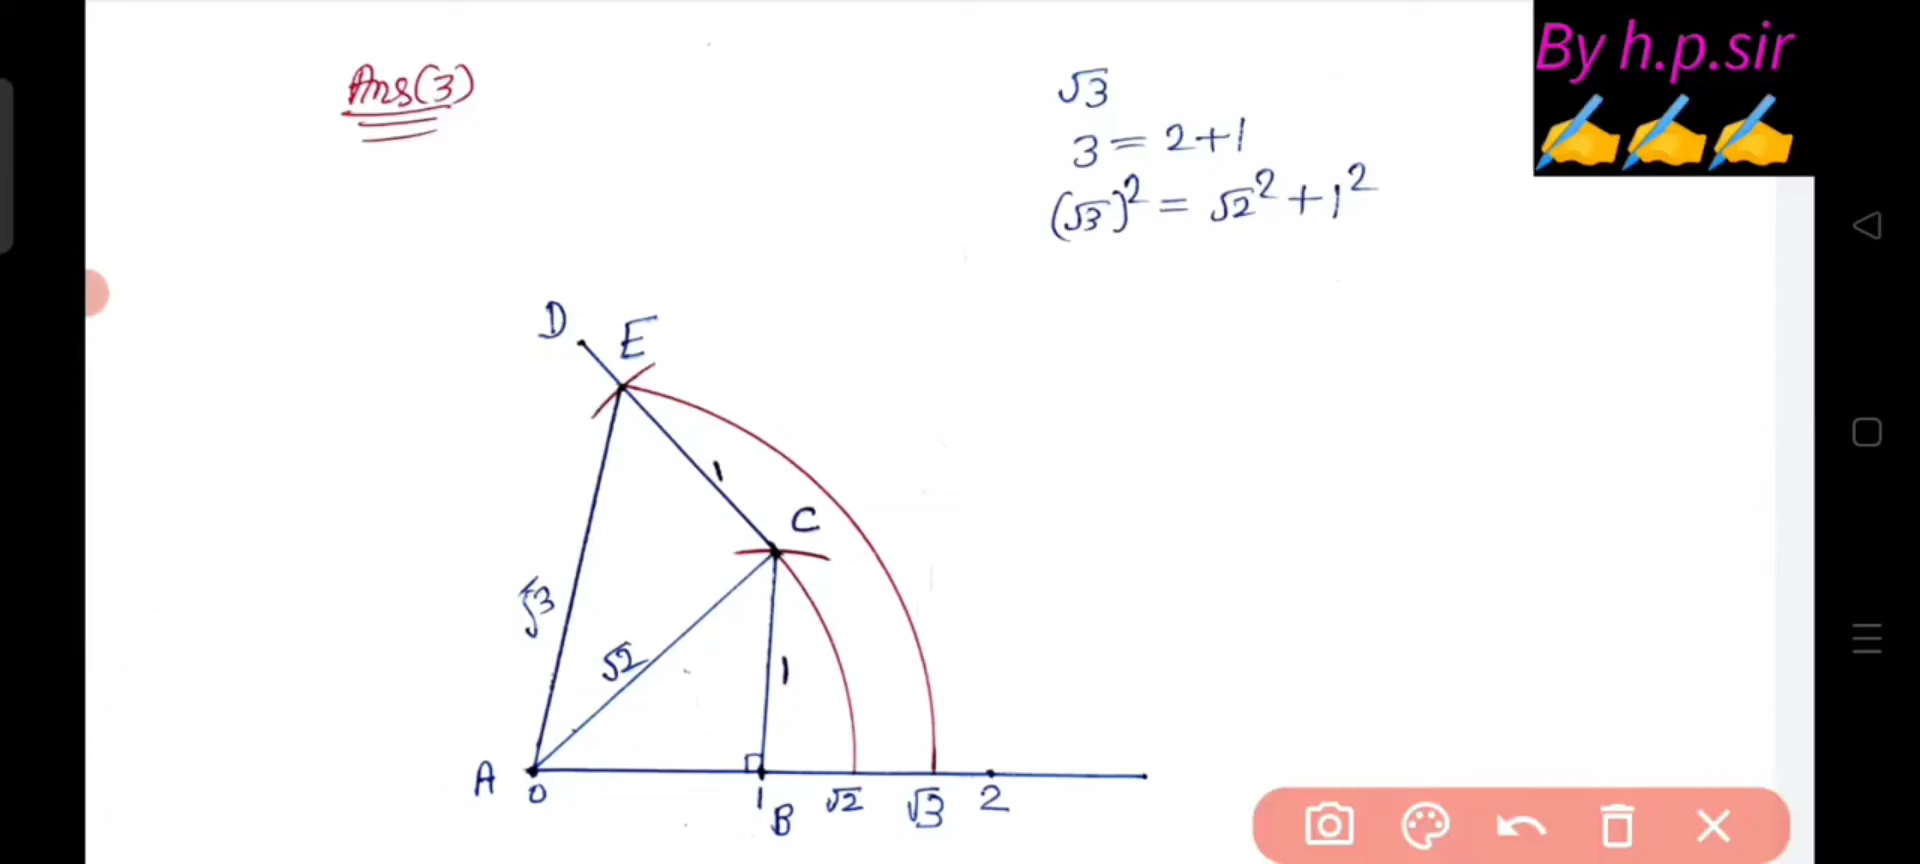 By h.p.sir
Ans(3)
√3
3 = 2+1
(√3)² = √2² + 1²
D
E
1
C
√3
√2
1
A
0
1
B
√2
√3
2